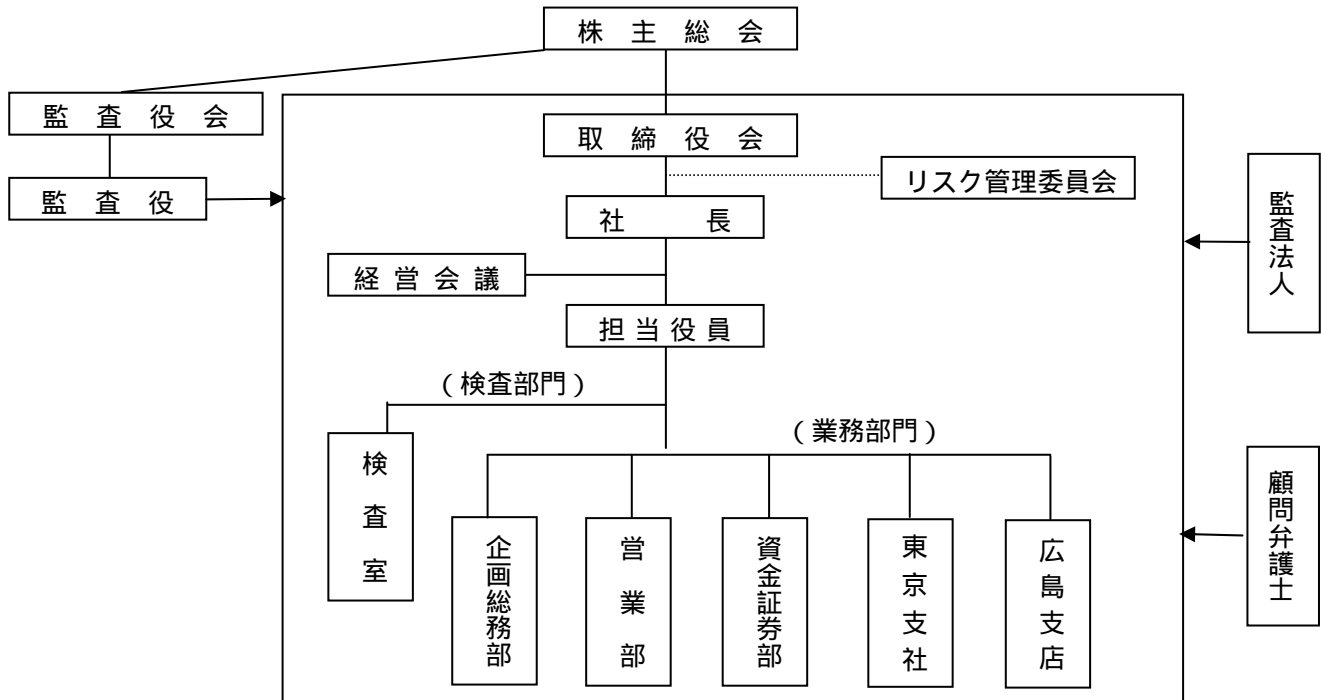 株主総会
監査役会
取締役会
監査役
リスク管理委員会
社長
経営会議
担当役員
(検査部門)
(業務部門)
検査室
企画総務部
営業部
資金証券部
東京支社
広島支店
監査法人
顧問弁護士